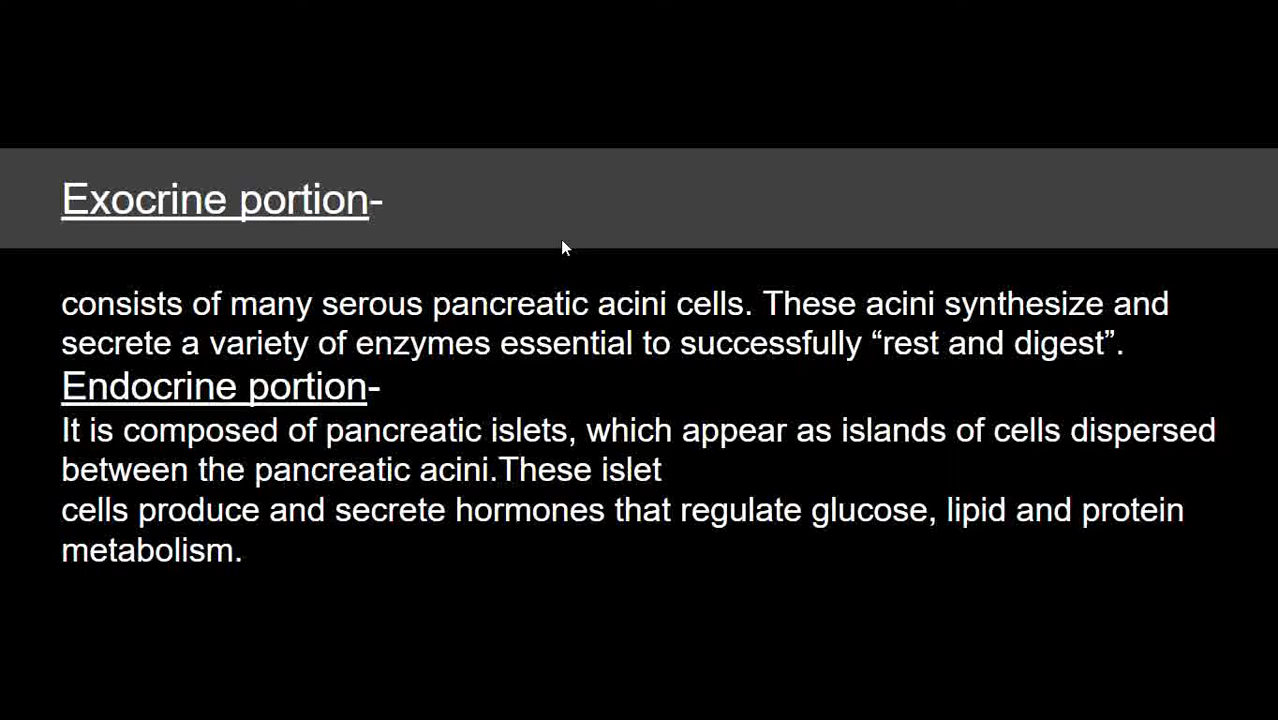 Exocrine portion-
consists of many serous pancreatic acini cells. These acini synthesize and
secrete a variety of enzymes essential to successfully “rest and digest”.
Endocrine portion-
It is composed of pancreatic islets, which appear as islands of cells dispersed
between the pancreatic acini.These islet
cells produce and secrete hormones that regulate glucose, lipid and protein
metabolism.